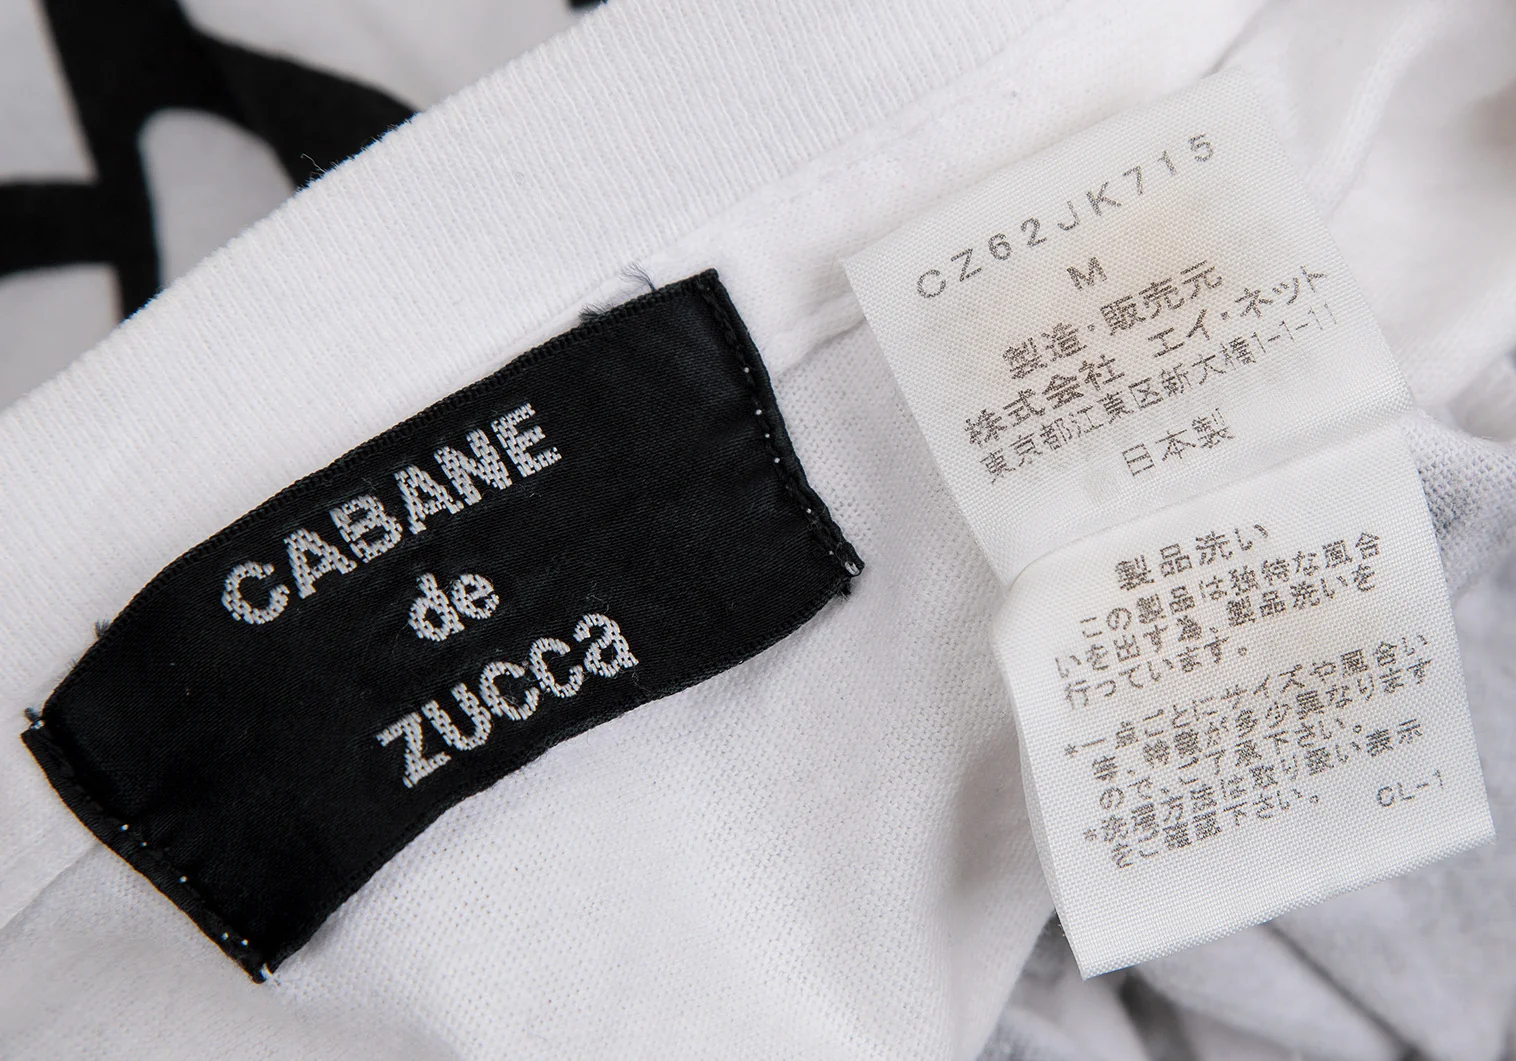 CABANE
de
ZUCCa
CZ62JK715
M
製造・販売元
株式会社 エイ・ネット
東京都江東区新大橋1-1-11
日本製
製品洗い
この製品は独特な風合
いを出す為、製品洗いを
行っています。
*一点ごとにサイズや風合い
等、特徴が多少異なります
ので、ご了承下さい。
*洗濯方法は取り扱い表示
をご確認下さい。
CL-1